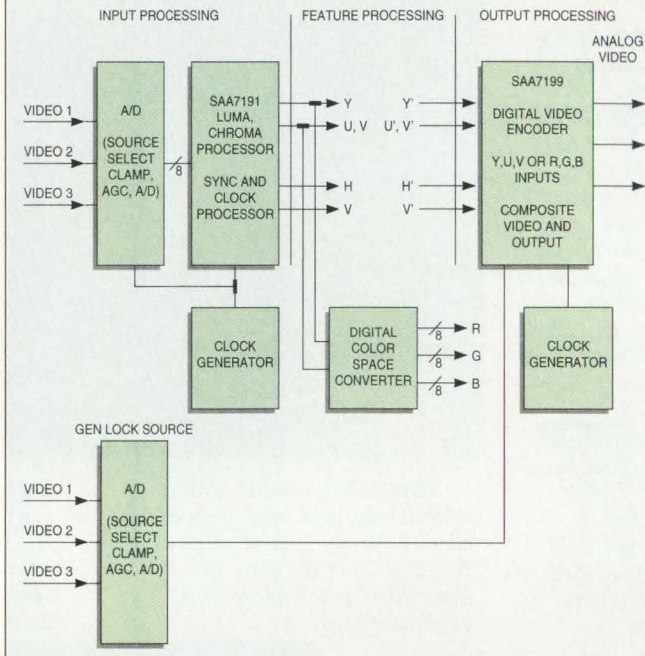 INPUT PROCESSING
FEATURE PROCESSING
OUTPUT PROCESSING
ANALOG
VIDEO
VIDEO 1
VIDEO 2
VIDEO 3
A/D
(SOURCE
SELECT
CLAMP,
AGC, A/D)
8
SAA7191
LUMA,
CHROMA
PROCESSOR
SYNC AND
CLOCK
PROCESSOR
Y
U, V
H
V
Y'
U', V'
H'
V'
SAA7199
DIGITAL VIDEO
ENCODER
Y,U,V OR R,G,B
INPUTS
COMPOSITE
VIDEO AND
OUTPUT
CLOCK
GENERATOR
DIGITAL
COLOR
SPACE
CONVERTER
8
R
8
G
8
B
CLOCK
GENERATOR
GEN LOCK SOURCE
VIDEO 1
VIDEO 2
VIDEO 3
A/D
(SOURCE
SELECT
CLAMP,
AGC, A/D)